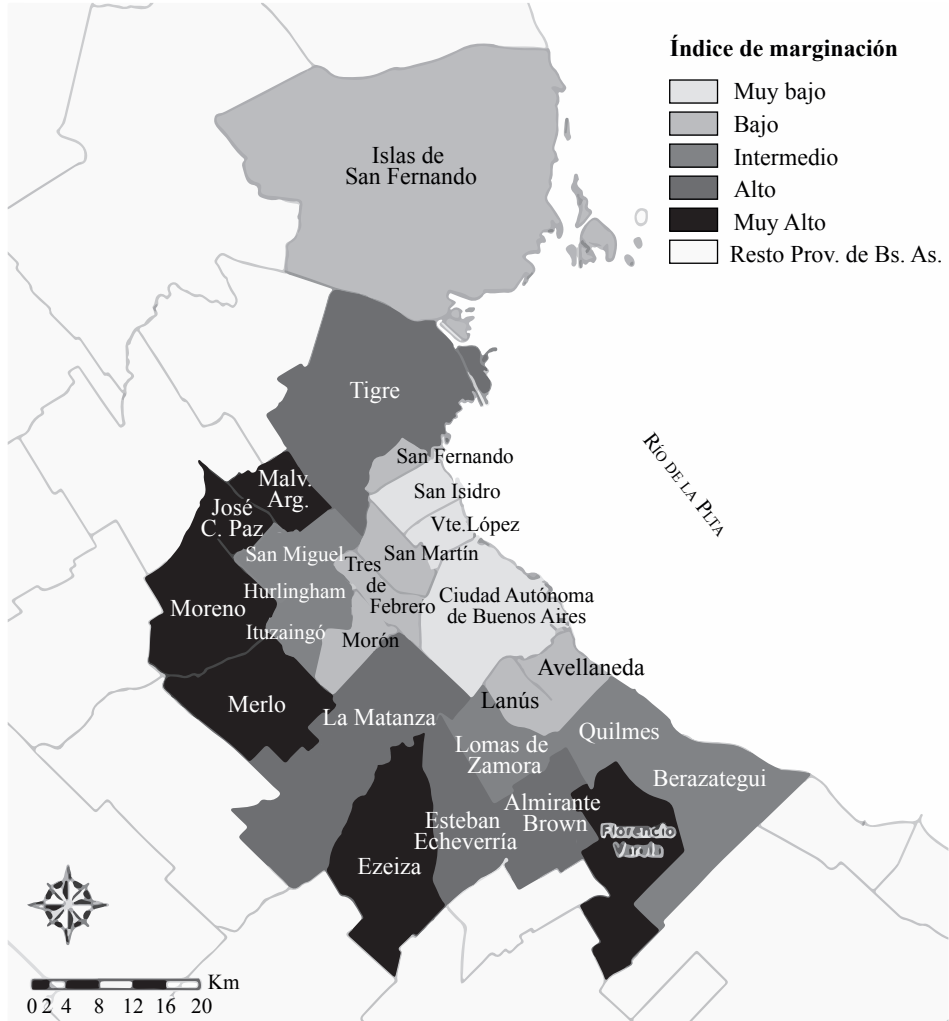 Índice de marginación
Muy bajo
Bajo
Intermedio
Alto
Muy Alto
Resto Prov. de Bs. As.
Islas de
San Fernando
Tigre
RÍO DE LA PLTA
San Fernando
Malv.
Arg.
San Isidro
José
C. Paz
Vte.López
San Miguel
San Martín
Tres
de
Febrero
Hurlingham
Ciudad Autónoma
de Buenos Aires
Moreno
Ituzaingó
Morón
Avellaneda
Merlo
Lanús
La Matanza
Quilmes
Lomas de
Zamora
Berazategui
Almirante
Brown
Esteban
Echeverría
Florencio
Varela
Ezeiza
Km
0 2 4 8 12 16 20